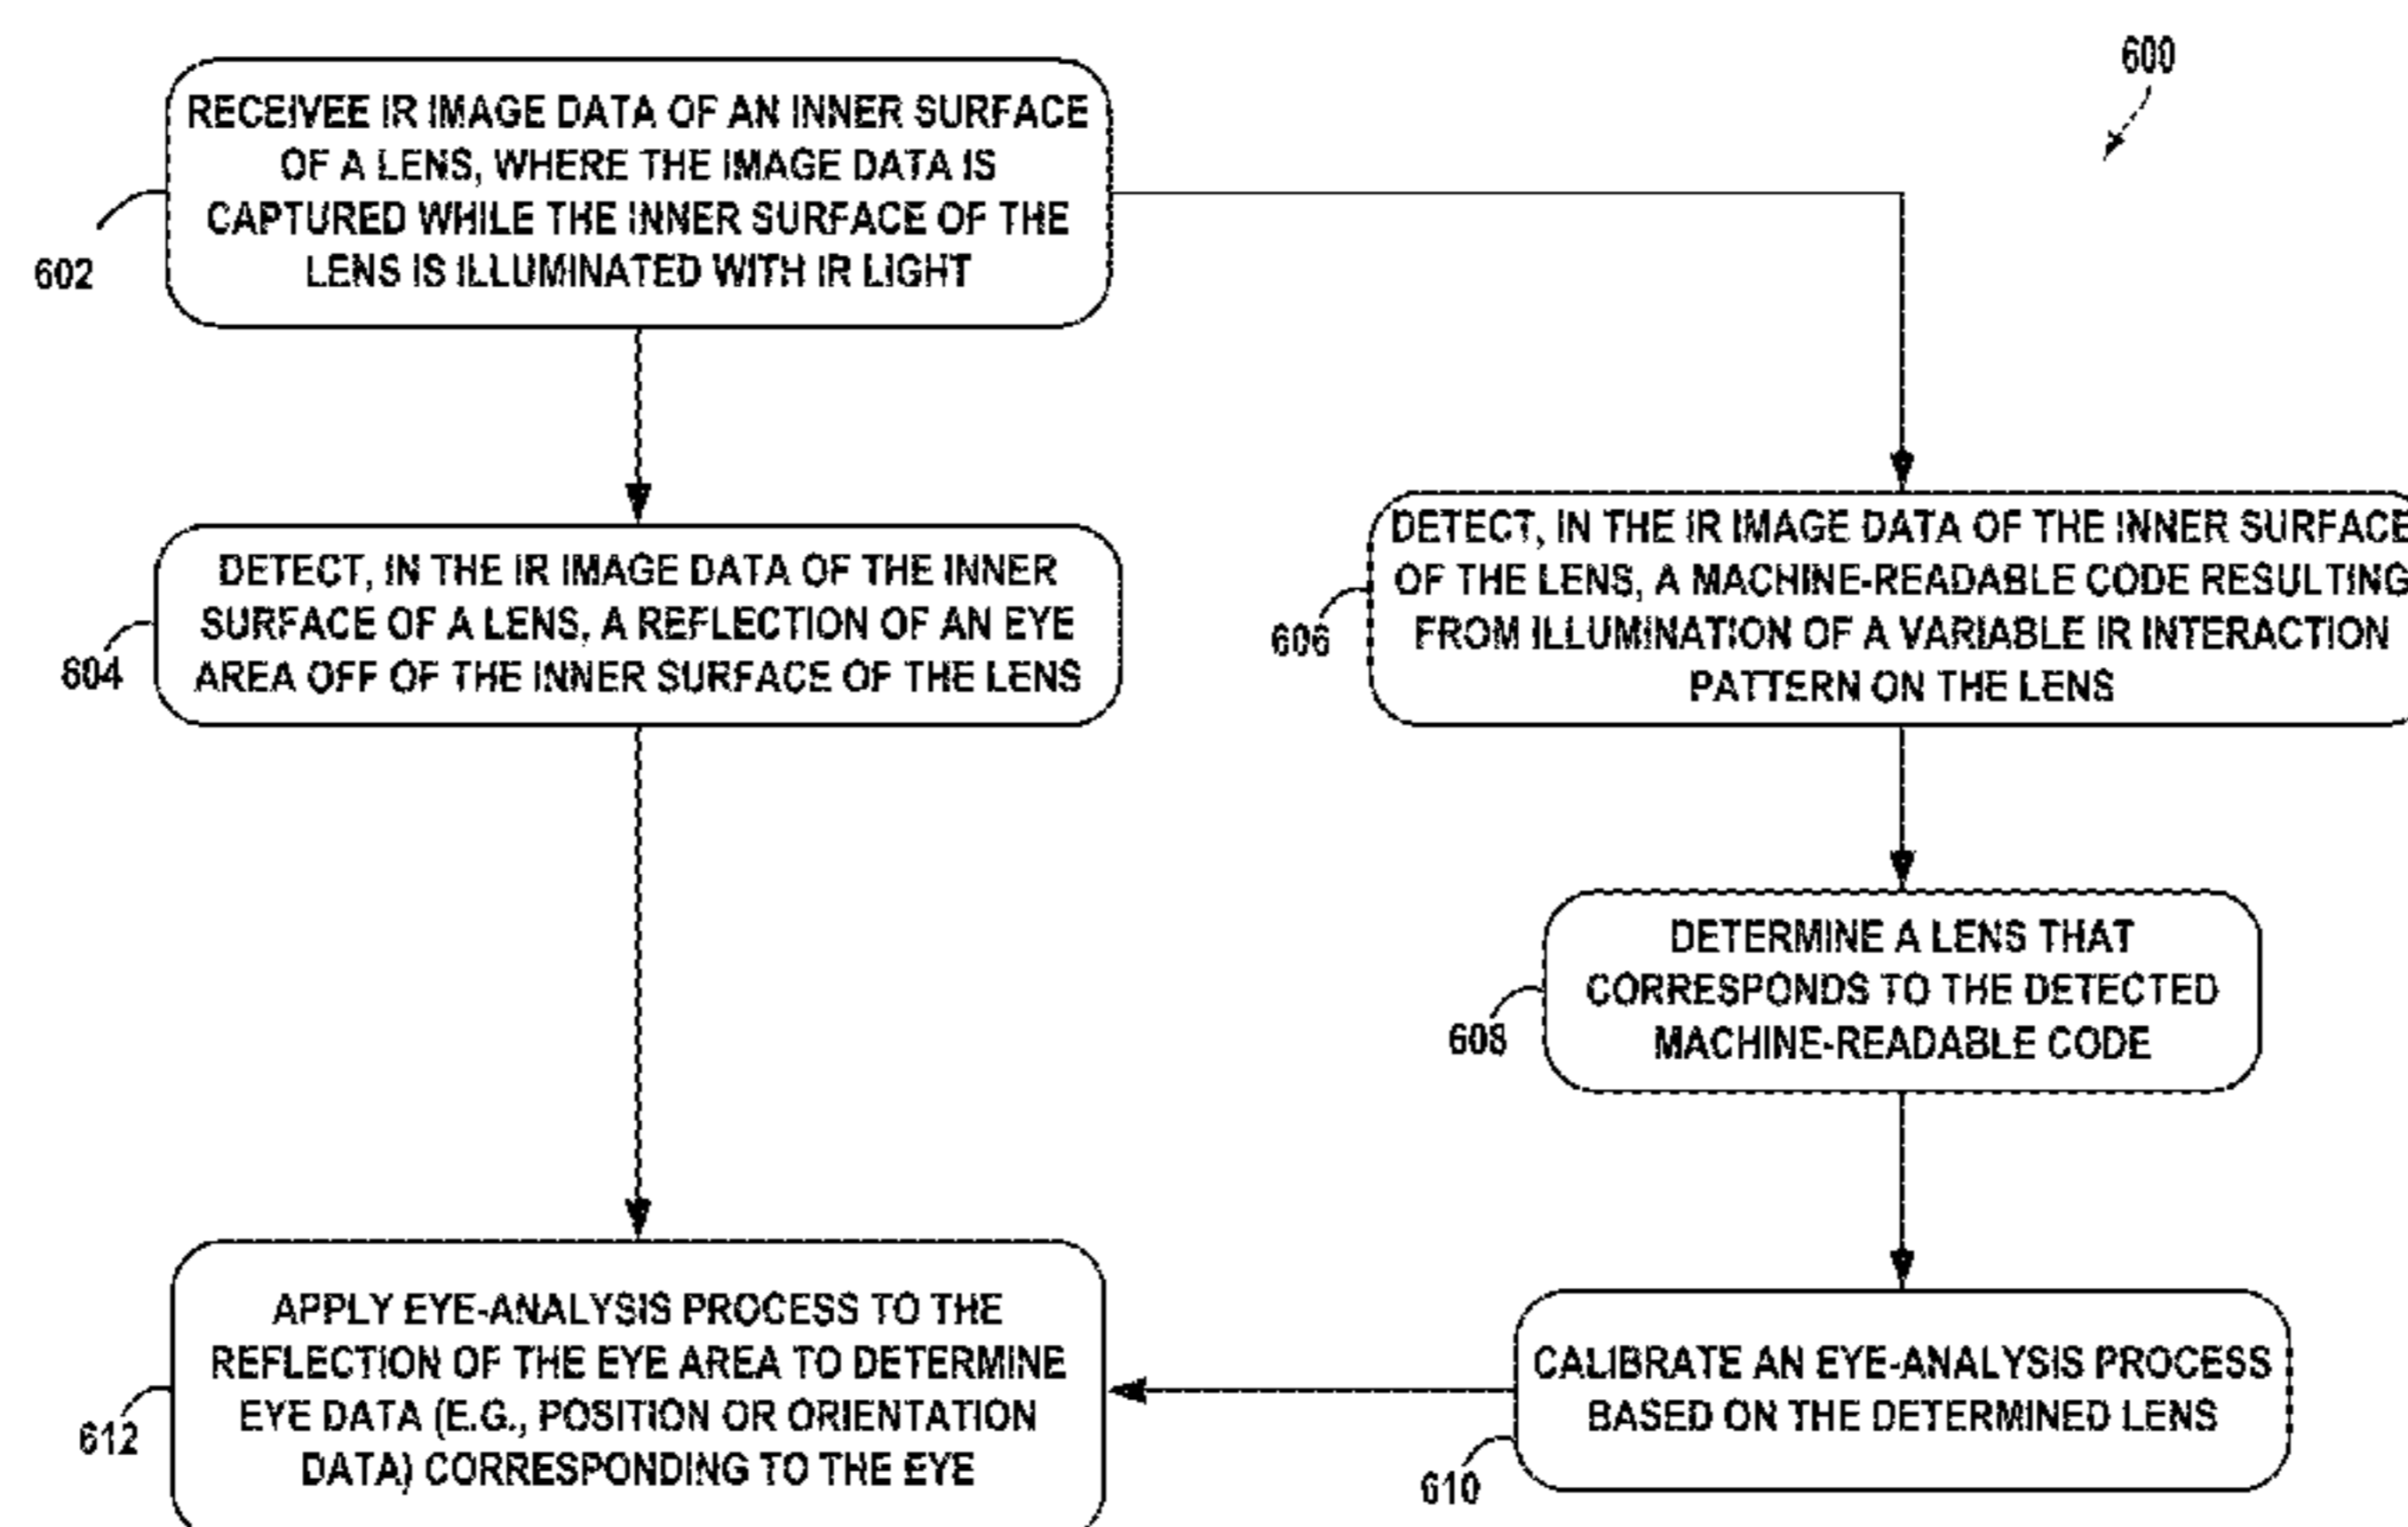 600
RECEIVEE IR IMAGE DATA OF AN INNER SURFACE
OF A LENS, WHERE THE IMAGE DATA IS
CAPTURED WHILE THE INNER SURFACE OF THE
LENS IS ILLUMINATED WITH IR LIGHT
602
DETECT, IN THE IR IMAGE DATA OF THE INNER
SURFACE OF A LENS, A REFLECTION OF AN EYE
AREA OFF OF THE INNER SURFACE OF THE LENS
604
DETECT, IN THE IR IMAGE DATA OF THE INNER SURFACE
OF THE LENS, A MACHINE-READABLE CODE RESULTING
FROM ILLUMINATION OF A VARIABLE IR INTERACTION
PATTERN ON THE LENS
606
DETERMINE A LENS THAT
CORRESPONDS TO THE DETECTED
MACHINE-READABLE CODE
608
CALIBRATE AN EYE-ANALYSIS PROCESS
BASED ON THE DETERMINED LENS
610
APPLY EYE-ANALYSIS PROCESS TO THE
REFLECTION OF THE EYE AREA TO DETERMINE
EYE DATA (E.G., POSITION OR ORIENTATION
DATA) CORRESPONDING TO THE EYE
612